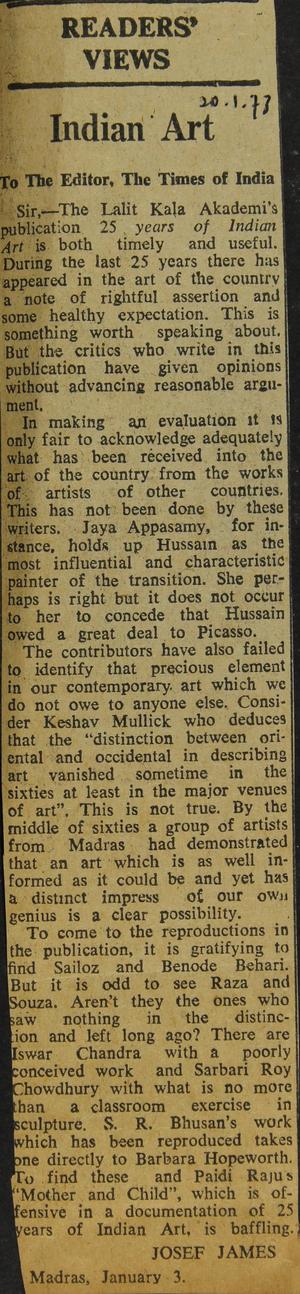 READERS'
VIEWS
20.1.73
Indian Art
To The Editor, The Times of India
Sir,—The Lalit Kala Akademi's
publication 25 years of Indian
Art is both timely and useful.
During the last 25 years there has
appeared in the art of the country
a note of rightful assertion and
some healthy expectation. This is
something worth speaking about.
But the critics who write in this
publication have given opinions
without advancing reasonable argu-
ment.
In making an evaluation it is
only fair to acknowledge adequately
what has been received into the
art of the country from the works
of artists of other countries.
This has not been done by these
writers. Jaya Appasamy, for in-
stance, holds up Hussain as the
most influential and characteristic
painter of the transition. She per-
haps is right but it does not occur
to her to concede that Hussain
owed a great deal to Picasso.
The contributors have also failed
to identify that precious element
in our contemporary art which we
do not owe to anyone else. Consi-
der Keshav Mullick who deduces
that the "distinction between ori-
ental and occidental in describing
art vanished sometime in the
sixties at least in the major venues
of art". This is not true. By the
middle of sixties a group of artists
from Madras had demonstrated
that an art which is as well in-
formed as it could be and yet has
a distinct impress of our own
genius is a clear possibility.
To come to the reproductions in
the publication, it is gratifying to
find Sailoz and Benode Behari.
But it is odd to see Raza and
Souza. Aren't they the ones who
saw nothing in the distinc-
tion and left long ago? There are
Iswar Chandra with a poorly
conceived work and Sarbari Roy
Chowdhury with what is no more
than a classroom exercise in
sculpture. S. R. Bhusan's work
which has been reproduced takes
one directly to Barbara Hopeworth.
To find these and Paidi Rajus
"Mother and Child", which is of-
fensive in a documentation of 25
years of Indian Art, is baffling.
JOSEF JAMES
Madras, January 3.